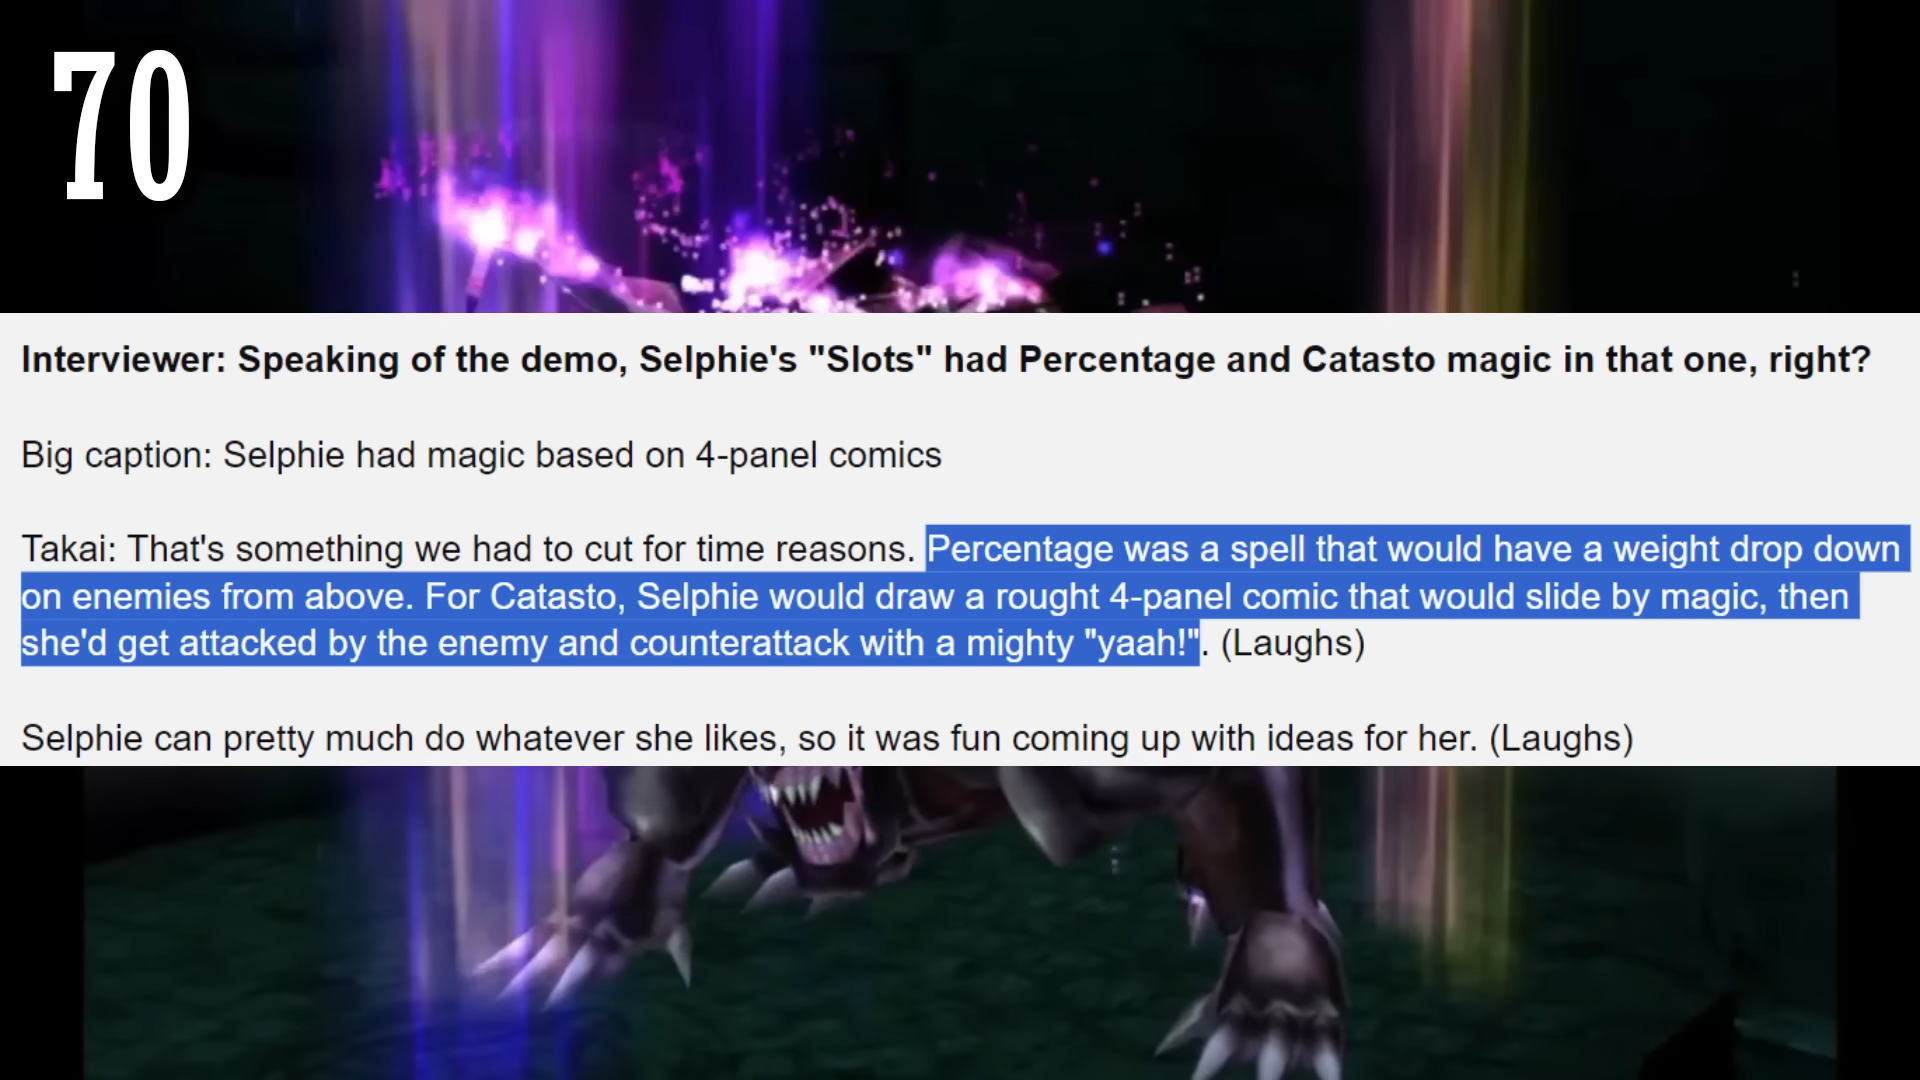 70
Interviewer: Speaking of the demo, Selphie's "Slots" had Percentage and Catasto magic in that one, right?
Big caption: Selphie had magic based on 4-panel comics
Takai: That's something we had to cut for time reasons. Percentage was a spell that would have a weight drop down
on enemies from above. For Catasto, Selphie would draw a rought 4-panel comic that would slide by magic, then
she'd get attacked by the enemy and counterattack with a mighty "yaah!". (Laughs)
Selphie can pretty much do whatever she likes, so it was fun coming up with ideas for her. (Laughs)